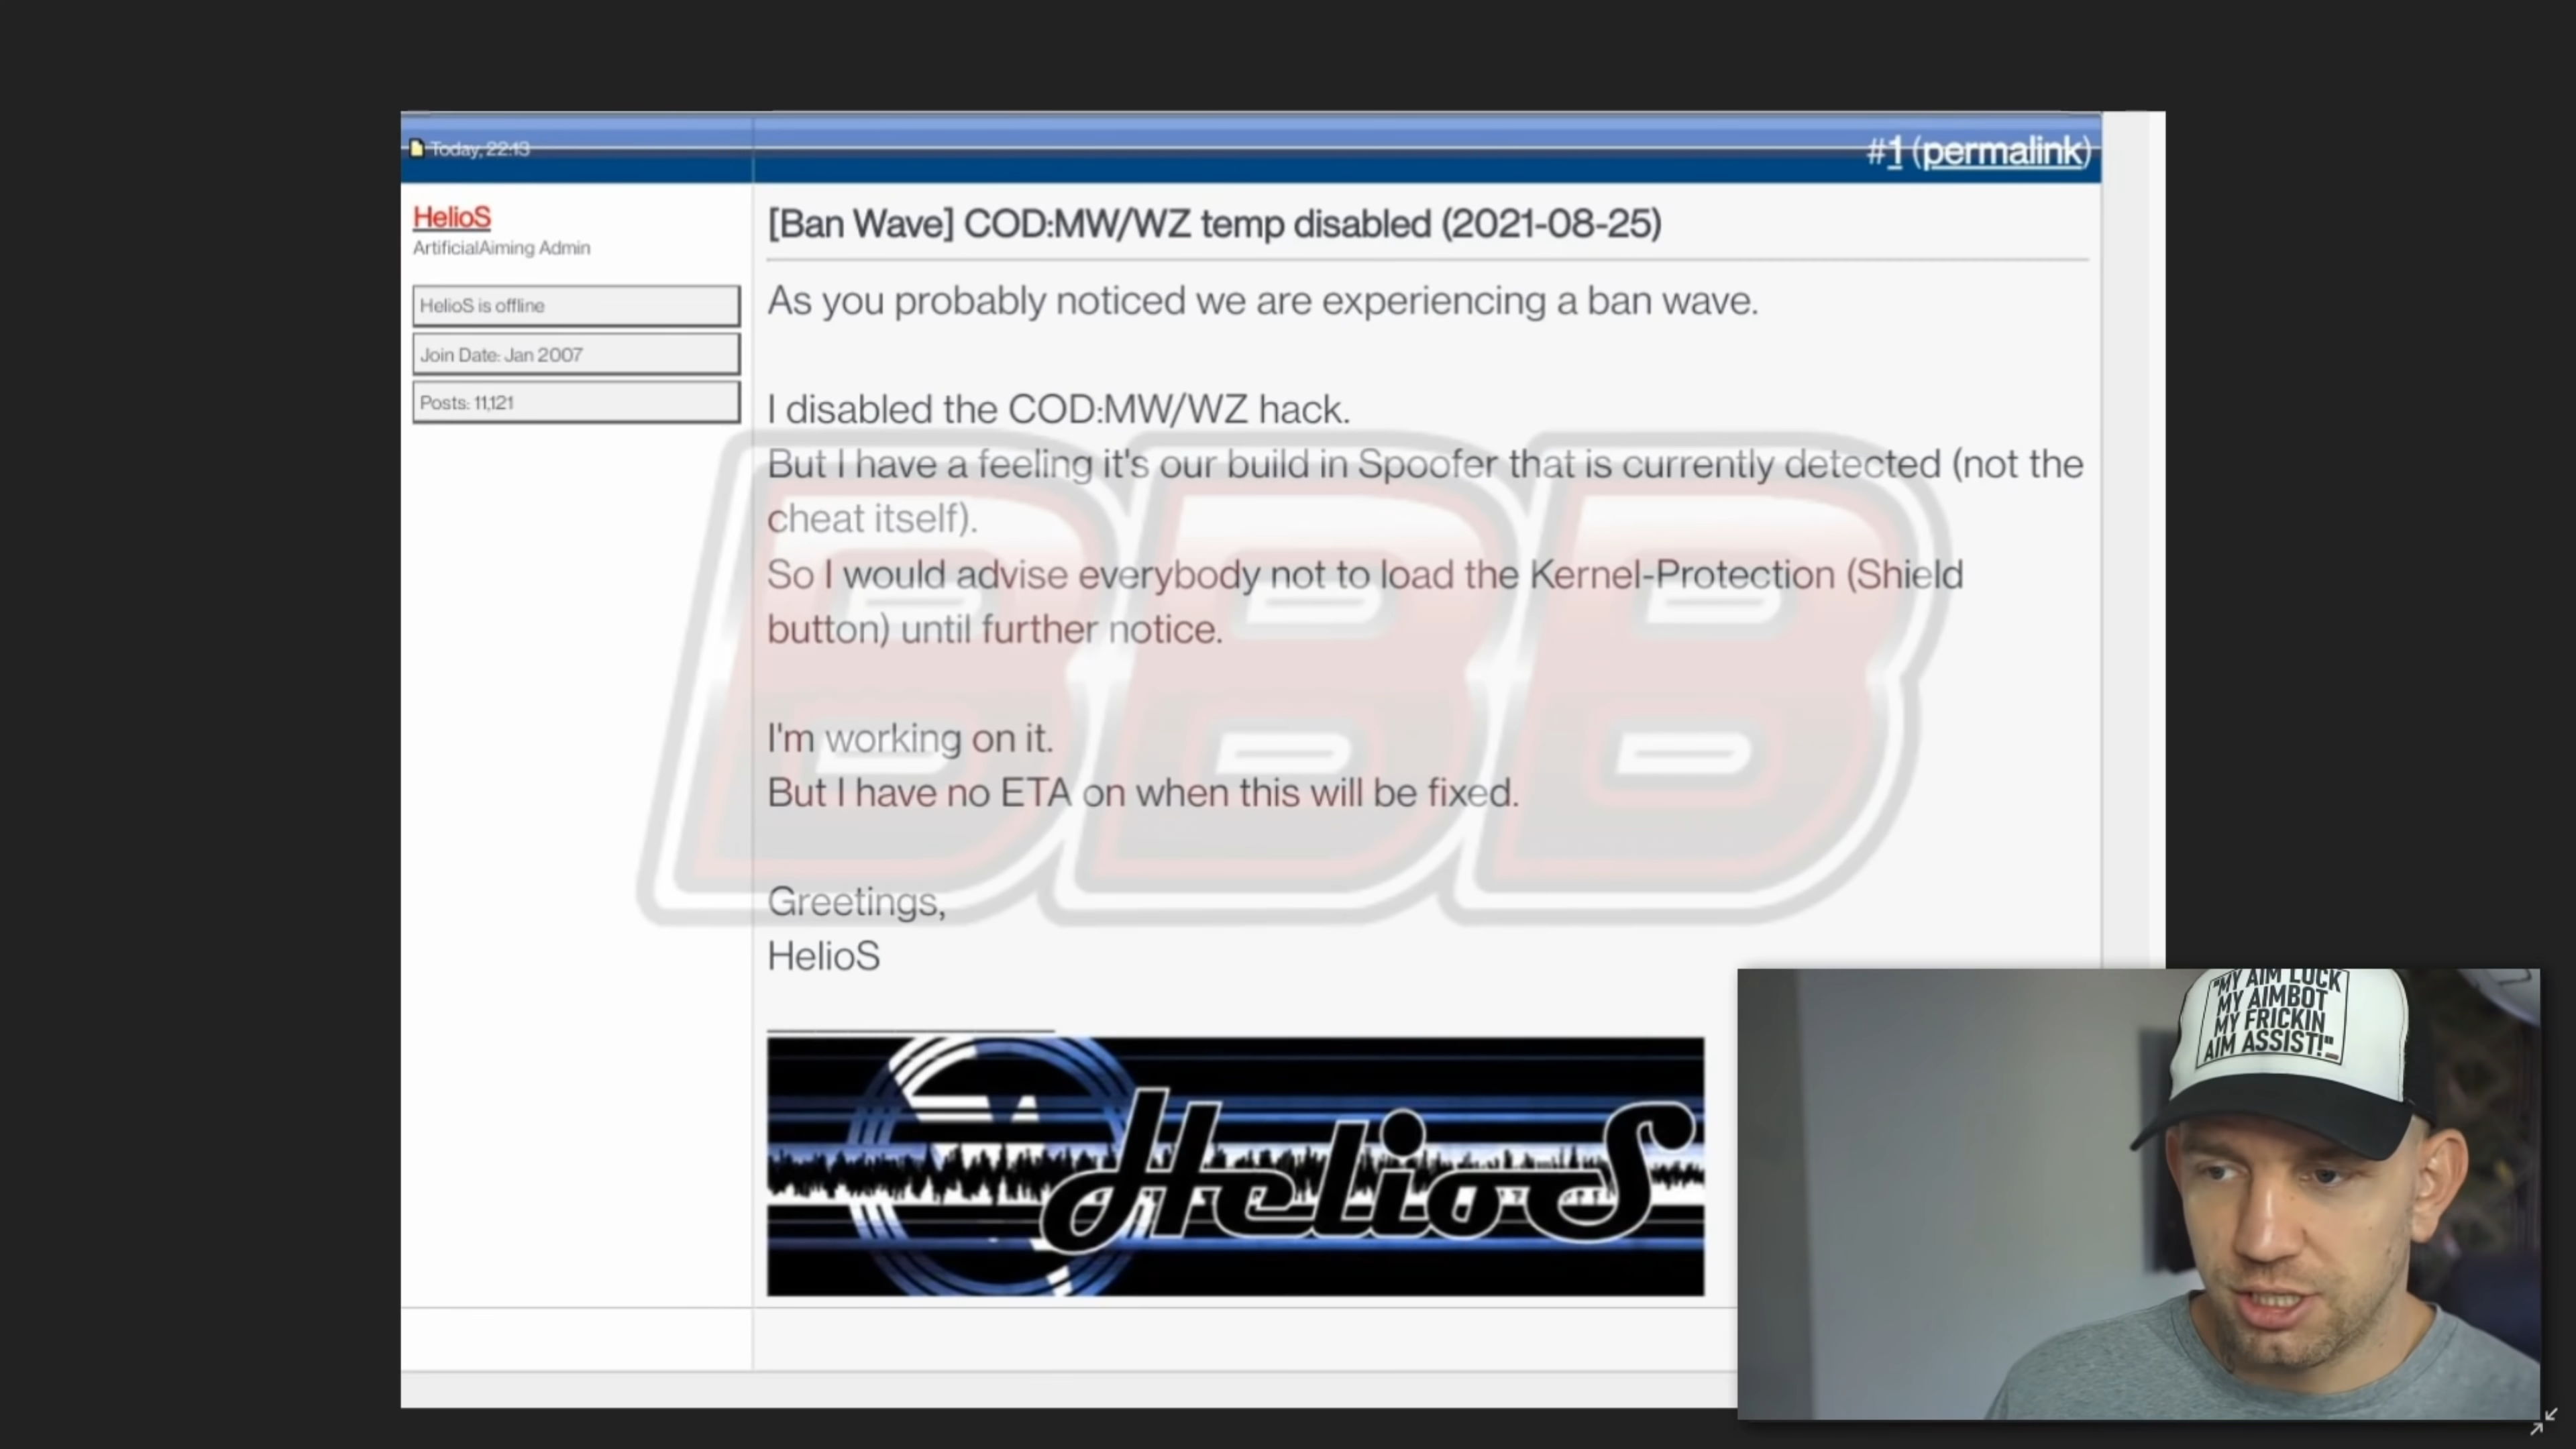 Today, 22:13
#1 (permalink)
HelioS
ArtificialAiming Admin
HelioS is offline
Join Date: Jan 2007
Posts: 11,121
[Ban Wave] COD:MW/WZ temp disabled (2021-08-25)
As you probably noticed we are experiencing a ban wave.
I disabled the COD:MW/WZ hack.
But I have a feeling it's our build in Spoofer that is currently detected (not the
cheat itself).
So I would advise everybody not to load the Kernel-Protection (Shield
button) until further notice.
I'm working on it.
But I have no ETA on when this will be fixed.
Greetings,
HelioS
BBB
HelioS
"MY AIM LOCK
MY AIMBOT
MY FRICKIN
AIM ASSIST!"